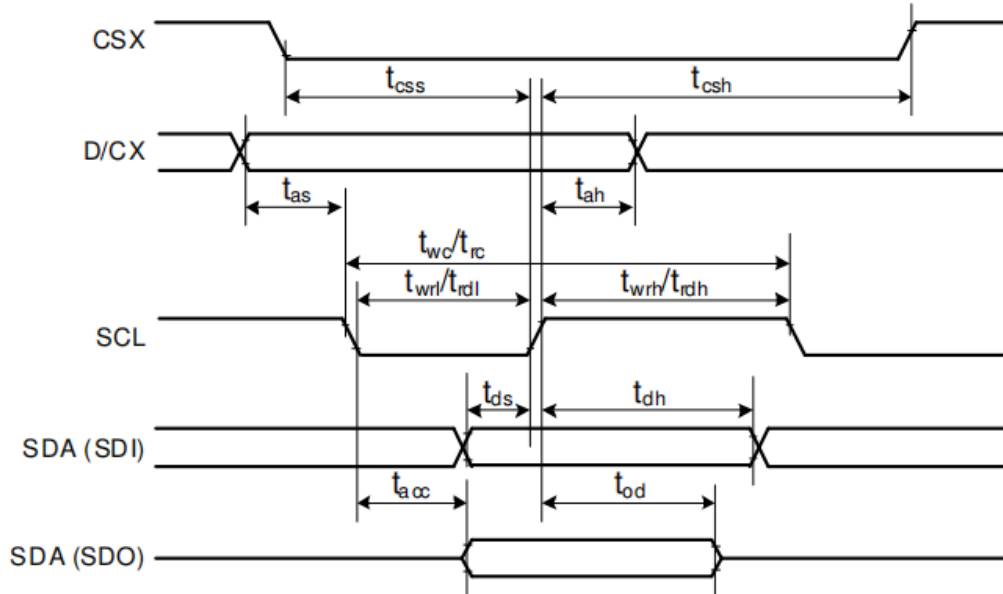 CSX
tcss
tcsh
D/CX
tas
tah
twc/trc
twrl/trdl
twrh/trdh
SCL
tds
tdh
SDA (SDI)
tacc
tod
SDA (SDO)